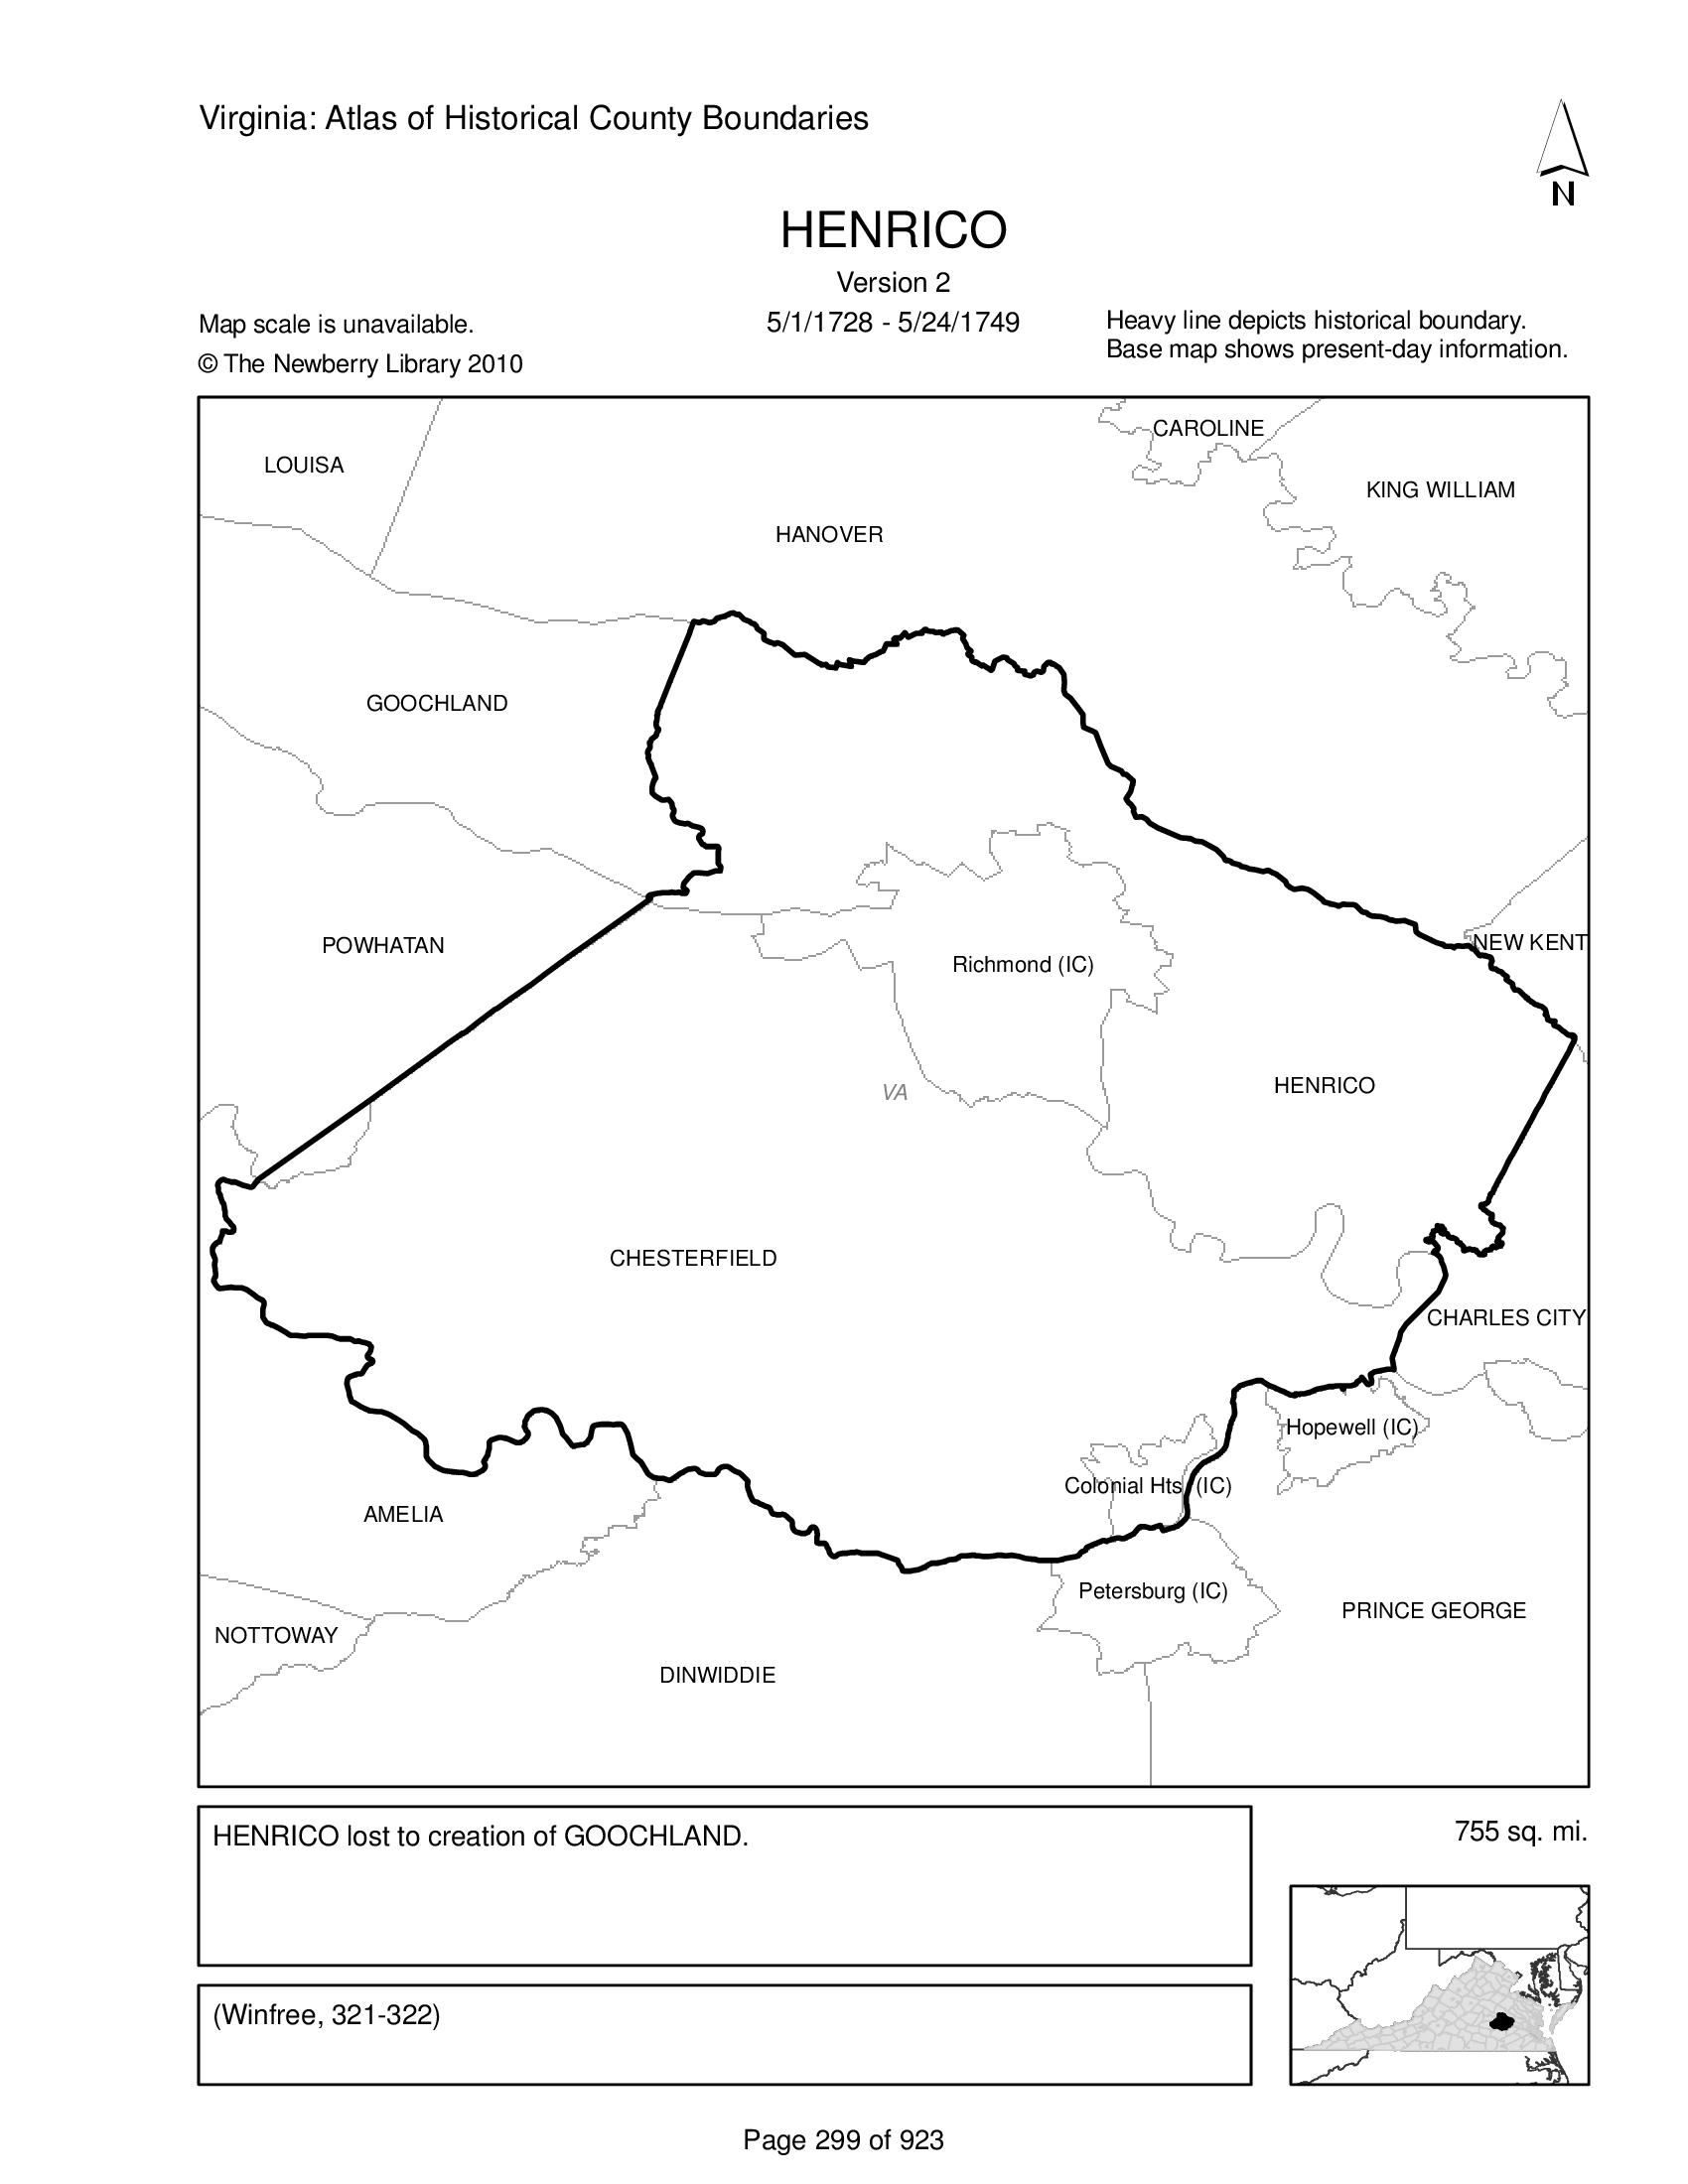 Virginia: Atlas of Historical County Boundaries
N
HENRICO
Version 2
5/1/1728 - 5/24/1749
Map scale is unavailable.
© The Newberry Library 2010
Heavy line depicts historical boundary.
Base map shows present-day information.
CAROLINE
LOUISA
KING WILLIAM
HANOVER
GOOCHLAND
NEW KENT
POWHATAN
Richmond (IC)
HENRICO
VA
CHESTERFIELD
CHARLES CITY
Hopewell (IC)
Colonial Hts (IC)
AMELIA
Petersburg (IC)
PRINCE GEORGE
NOTTOWAY
DINWIDDIE
HENRICO lost to creation of GOOCHLAND.
755 sq. mi.
(Winfree, 321-322)
Page 299 of 923